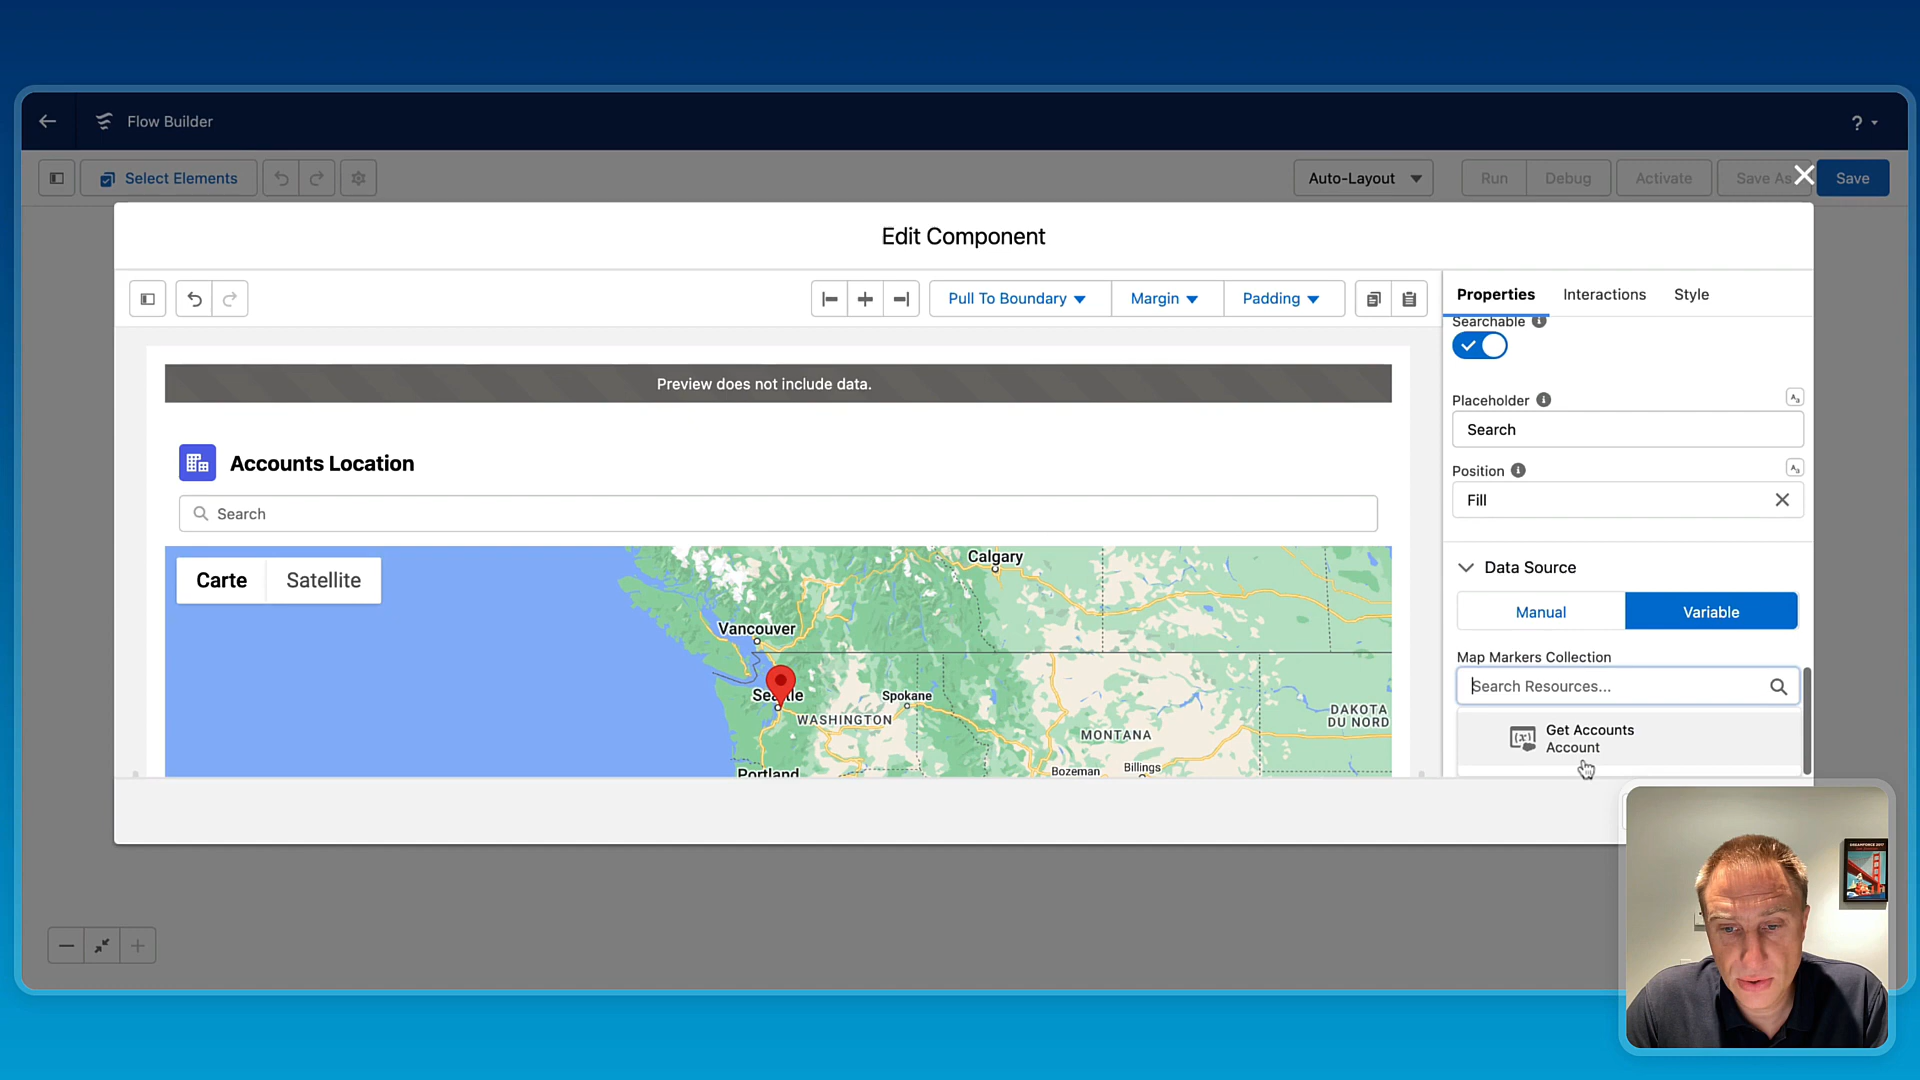 Flow Builder
?
Select Elements
Auto-Layout
Run
Debug
Activate
Save As
Save
Edit Component
Pull To Boundary
Margin
Padding
Properties
Interactions
Style
Preview does not include data.
Accounts Location
Search
Carte
Satellite
Calgary
Vancouver
Seattle
Spokane
WASHINGTON
MONTANA
DAKOTA
DU NORD
Portland
Bozeman
Billings
Searchable
Placeholder
Search
Position
Fill
Data Source
Manual
Variable
Map Markers Collection
Search Resources...
Get Accounts
Account
DREAMFORCE 2017